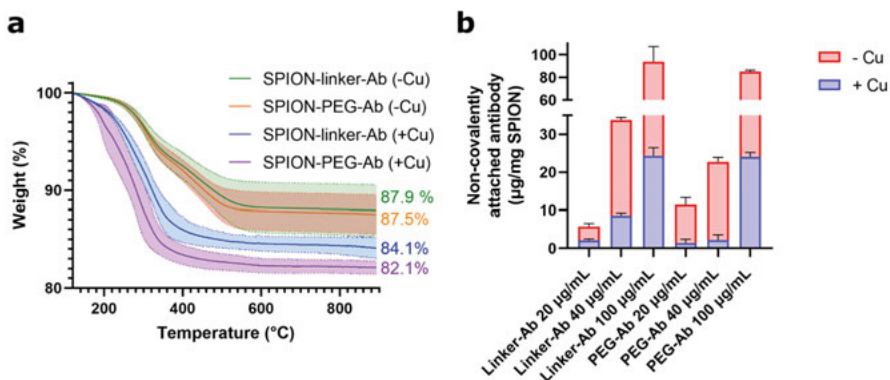 a
SPION-linker-Ab (-Cu)
SPION-PEG-Ab (-Cu)
SPION-linker-Ab (+Cu)
SPION-PEG-Ab (+Cu)
100
90
80
Weight (%)
87.9 %
87.5%
84.1%
82.1%
200
400
600
800
Temperature (°C)
b
- Cu
+ Cu
Non-covalently
attached antibody
(µg/mg SPION)
100
80
60
30
20
10
0
Linker-Ab 20 µg/mL
Linker-Ab 40 µg/mL
Linker-Ab 100 µg/mL
PEG-Ab 20 µg/mL
PEG-Ab 40 µg/mL
PEG-Ab 100 µg/mL